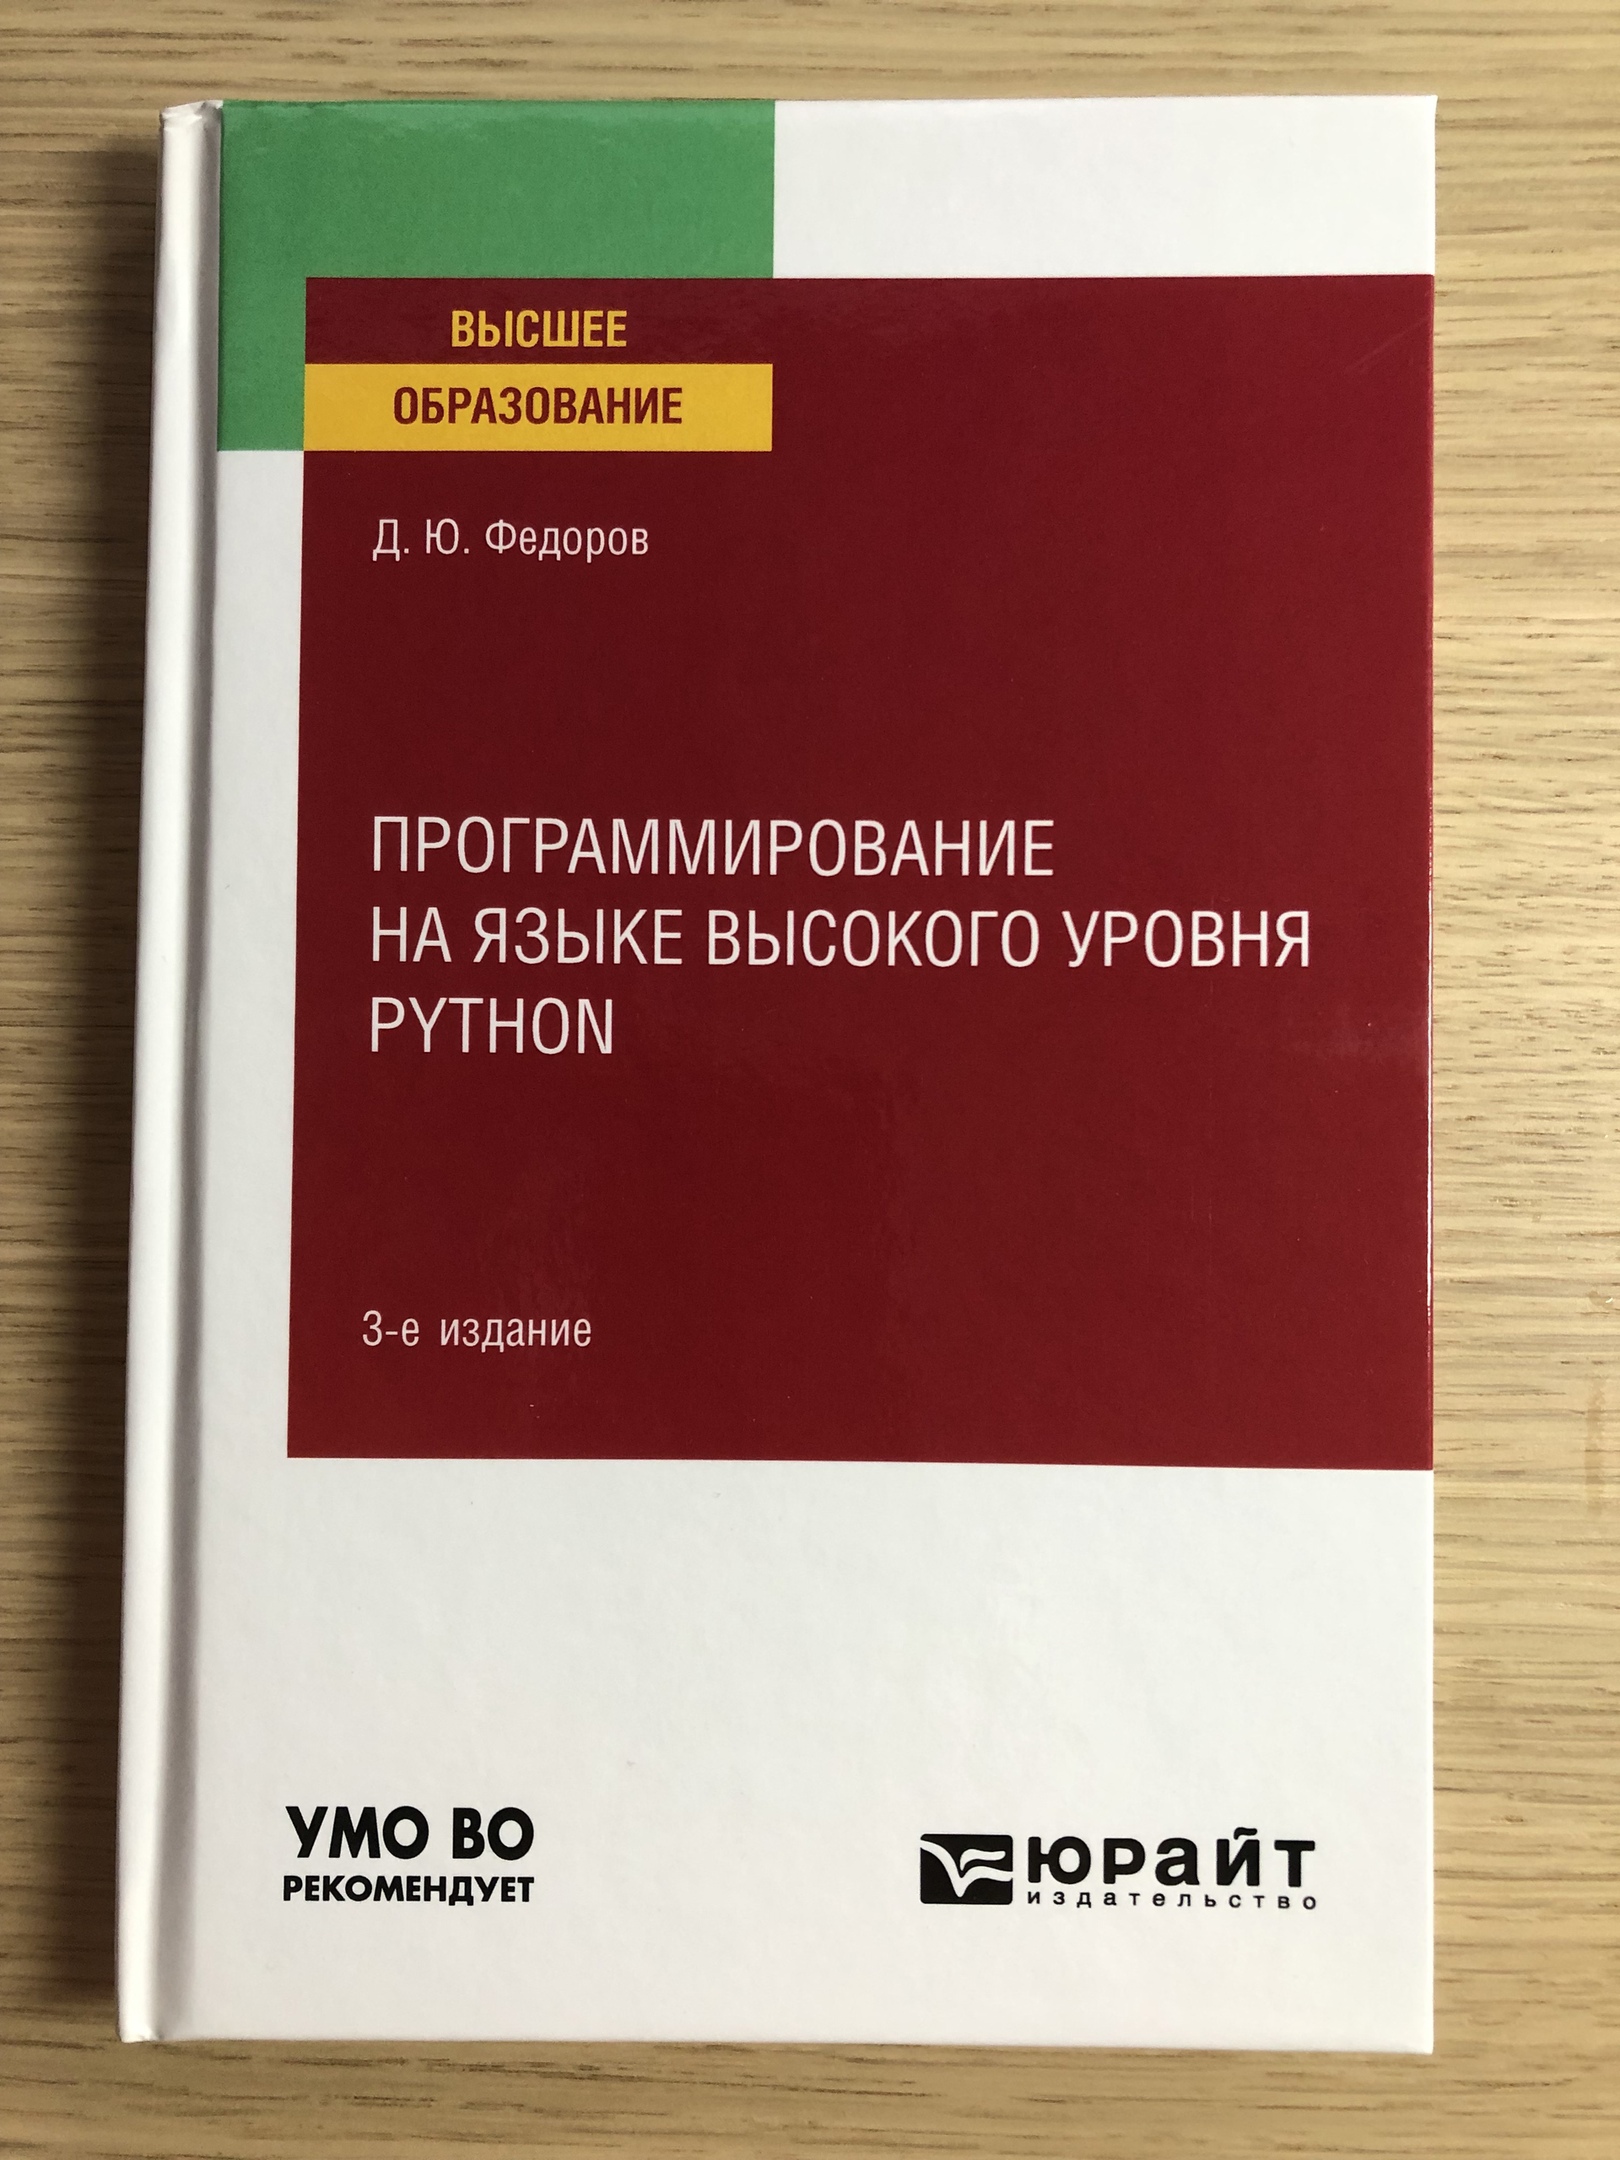 ВЫСШЕЕ
ОБРАЗОВАНИЕ
Д. Ю. Федоров
ПРОГРАММИРОВАНИЕ
НА ЯЗЫКЕ ВЫСОКОГО УРОВНЯ
PYTHON
3-е издание
УМО ВО
РЕКОМЕНДУЕТ
юрайт
издательство